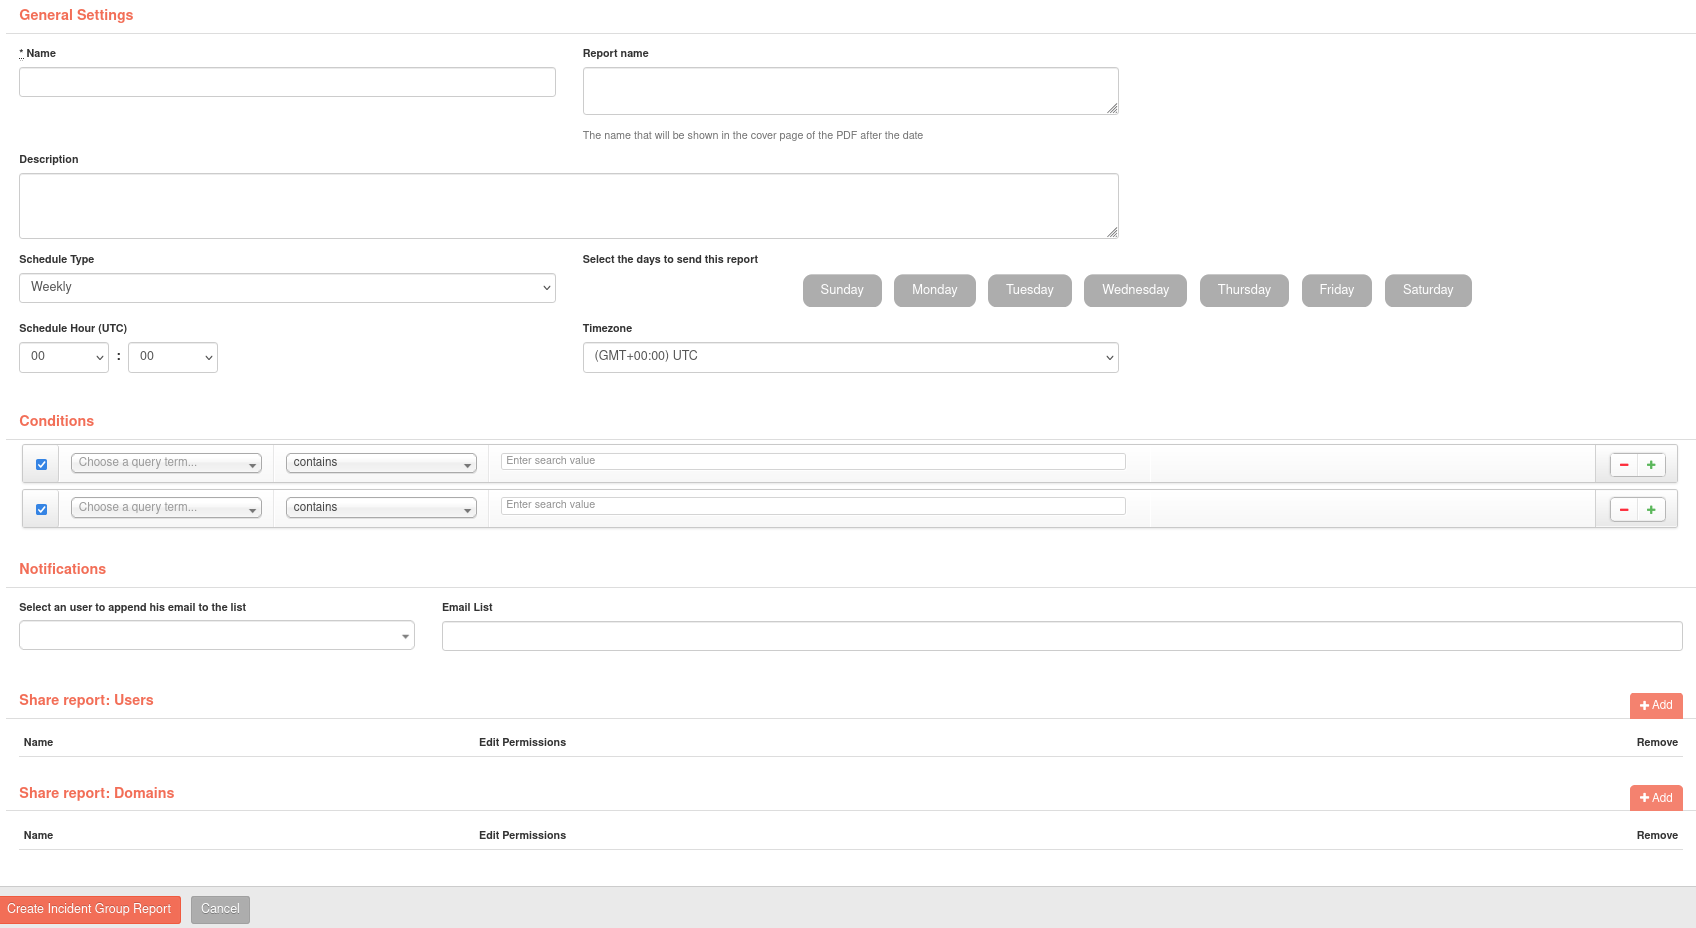 General Settings
* Name
Report name
The name that will be shown in the cover page of the PDF after the date
Description
Schedule Type
Select the days to send this report
Weekly
Sunday Monday Tuesday Wednesday Thursday Friday Saturday
Schedule Hour (UTC)
Timezone
00 : 00
(GMT+00:00) UTC
Conditions
Choose a query term... contains Enter search value
Choose a query term... contains Enter search value
Notifications
Select an user to append his email to the list
Email List
Share report: Users
+ Add
Name Edit Permissions Remove
Share report: Domains
+ Add
Name Edit Permissions Remove
Create Incident Group Report Cancel